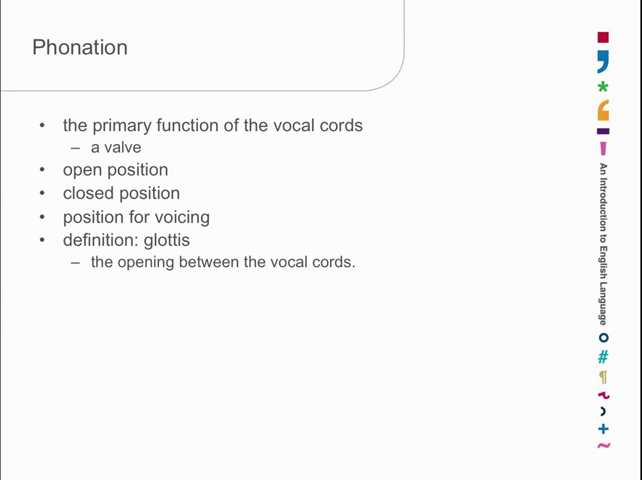 Phonation
• the primary function of the vocal cords
– a valve
• open position
• closed position
• position for voicing
• definition: glottis
– the opening between the vocal cords.
An Introduction to English Language